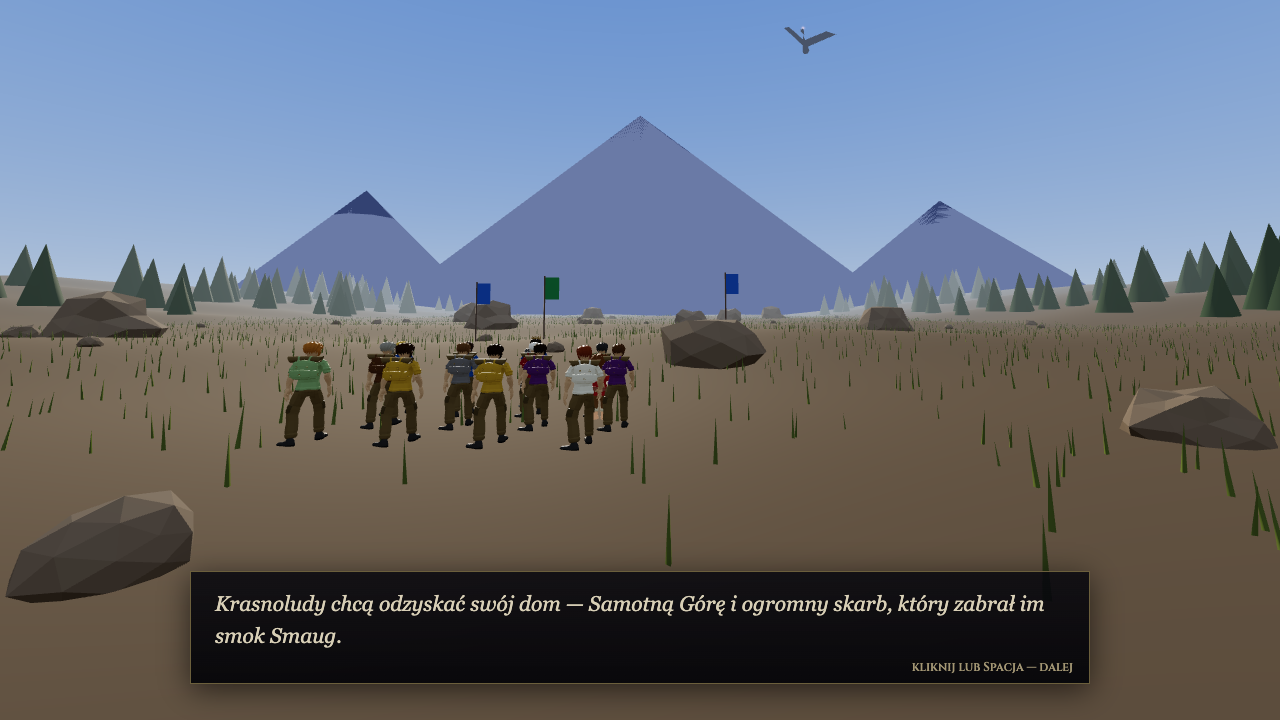 Krasnoludy chcą odzyskać swój dom — Samotną Górę i ogromny skarb, który zabrał im
smok Smaug.
KLIKNIJ LUB SPACJA — DALEJ